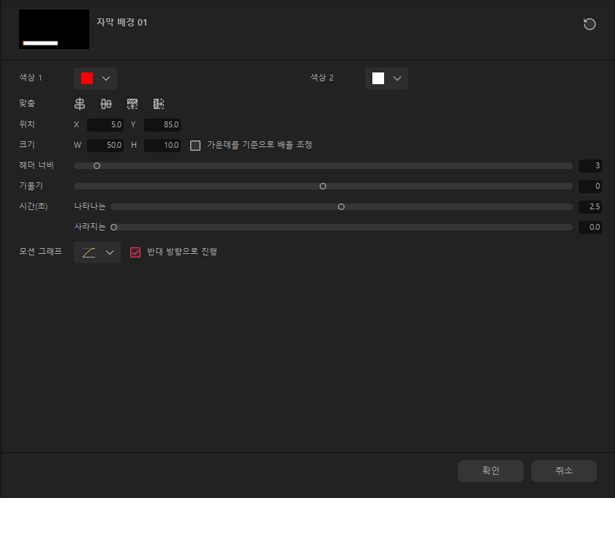 자막 배경 01
색상 1 색상 2
맞춤
위치 X 5.0 Y 85.0
크기 W 50.0 H 10.0 가운데를 기준으로 배율 조정
헤더 너비 3
기울기 0
시간(초) 나타나는 2.5
사라지는 0.0
모션 그래프 반대 방향으로 진행
확인 취소